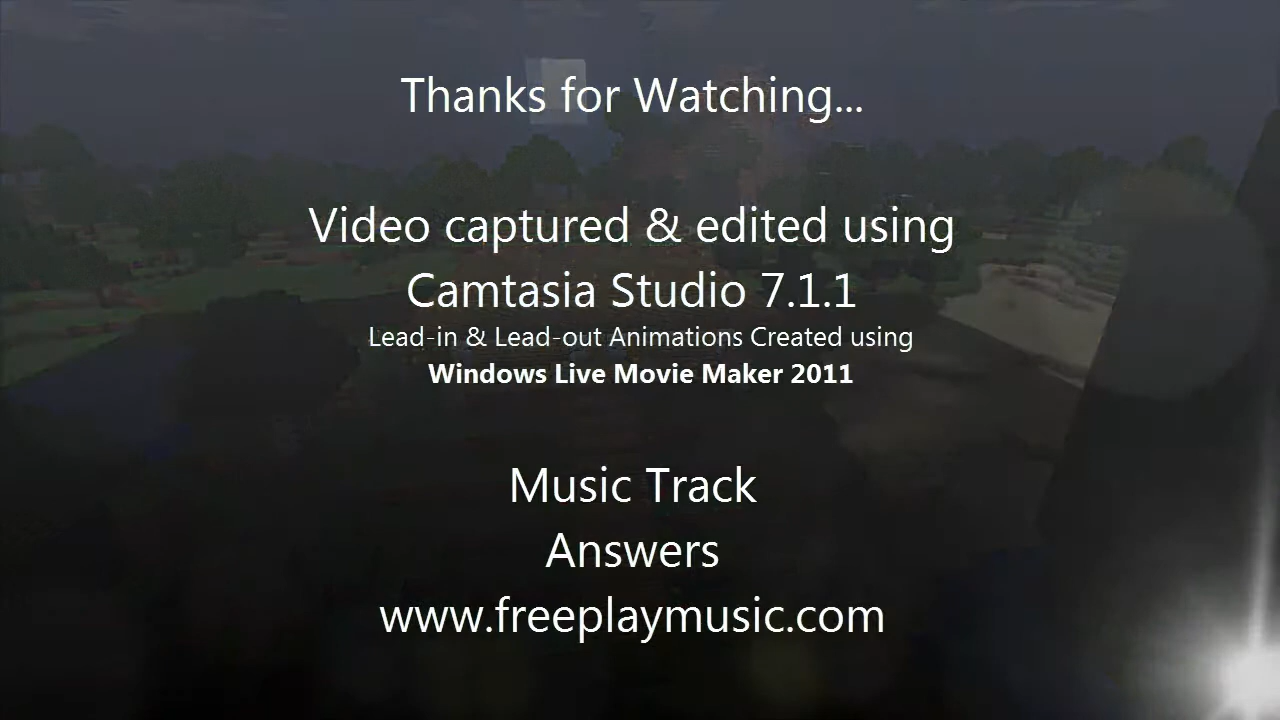 Thanks for Watching...
Video captured & edited using
Camtasia Studio 7.1.1
Lead-in & Lead-out Animations Created using
Windows Live Movie Maker 2011
Music Track
Answers
www.freeplaymusic.com